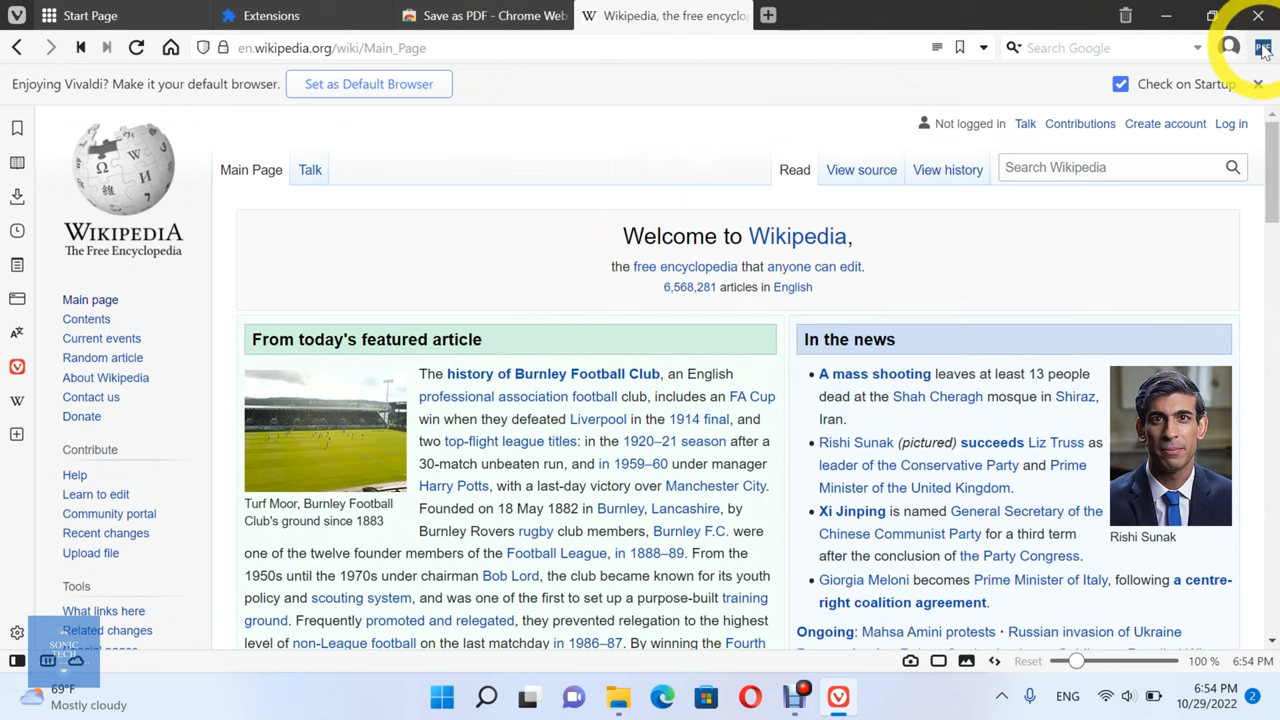 Start Page
Extensions
Save as PDF - Chrome Web
Wikipedia, the free encyclo
en.wikipedia.org/wiki/Main_Page
Search Google
PDF
Enjoying Vivaldi? Make it your default browser.
Set as Default Browser
Check on Startup
Not logged in
Talk
Contributions
Create account
Log in
Main Page
Talk
Read
View source
View history
Search Wikipedia
WIKIPEDIA
The Free Encyclopedia
Main page
Contents
Current events
Random article
About Wikipedia
Contact us
Donate
Contribute
Help
Learn to edit
Community portal
Recent changes
Upload file
Tools
What links here
Related changes
Welcome to Wikipedia,
the free encyclopedia that anyone can edit.
6,568,281 articles in English
From today's featured article
The history of Burnley Football Club, an English
professional association football club, includes an FA Cup
win when they defeated Liverpool in the 1914 final, and
two top-flight league titles: in the 1920–21 season after a
30-match unbeaten run, and in 1959–60 under manager
Harry Potts, with a last-day victory over Manchester City.
Founded on 18 May 1882 in Burnley, Lancashire, by
Burnley Rovers rugby club members, Burnley F.C. were
one of the twelve founder members of the Football League, in 1888–89. From the
1950s until the 1970s under chairman Bob Lord, the club became known for its youth
policy and scouting system, and was one of the first to set up a purpose-built training
ground. Frequently promoted and relegated, they prevented relegation to the highest
level of non-League football on the last matchday in 1986–87. By winning the Fourth
Turf Moor, Burnley Football
Club's ground since 1883
In the news
A mass shooting leaves at least 13 people
dead at the Shah Cheragh mosque in Shiraz,
Iran.
Rishi Sunak (pictured) succeeds Liz Truss as
leader of the Conservative Party and Prime
Minister of the United Kingdom.
Xi Jinping is named General Secretary of the
Chinese Communist Party for a third term
after the conclusion of the Party Congress.
Giorgia Meloni becomes Prime Minister of Italy, following a centre-
right coalition agreement.
Ongoing: Mahsa Amini protests · Russian invasion of Ukraine
Rishi Sunak
SONIC
TECH
Reset
100 %
6:54 PM
69°F
Mostly cloudy
ENG
6:54 PM
10/29/2022
2